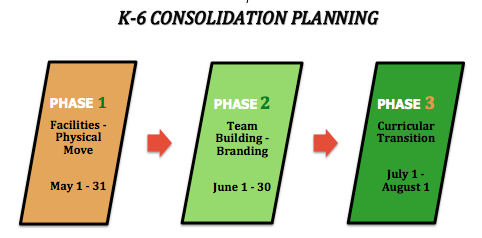 K-6 CONSOLIDATION PLANNING
PHASE 1
Facilities -
Physical
Move
May 1 - 31
PHASE 2
Team
Building -
Branding
June 1 - 30
PHASE 3
Curricular
Transition
July 1 -
August 1